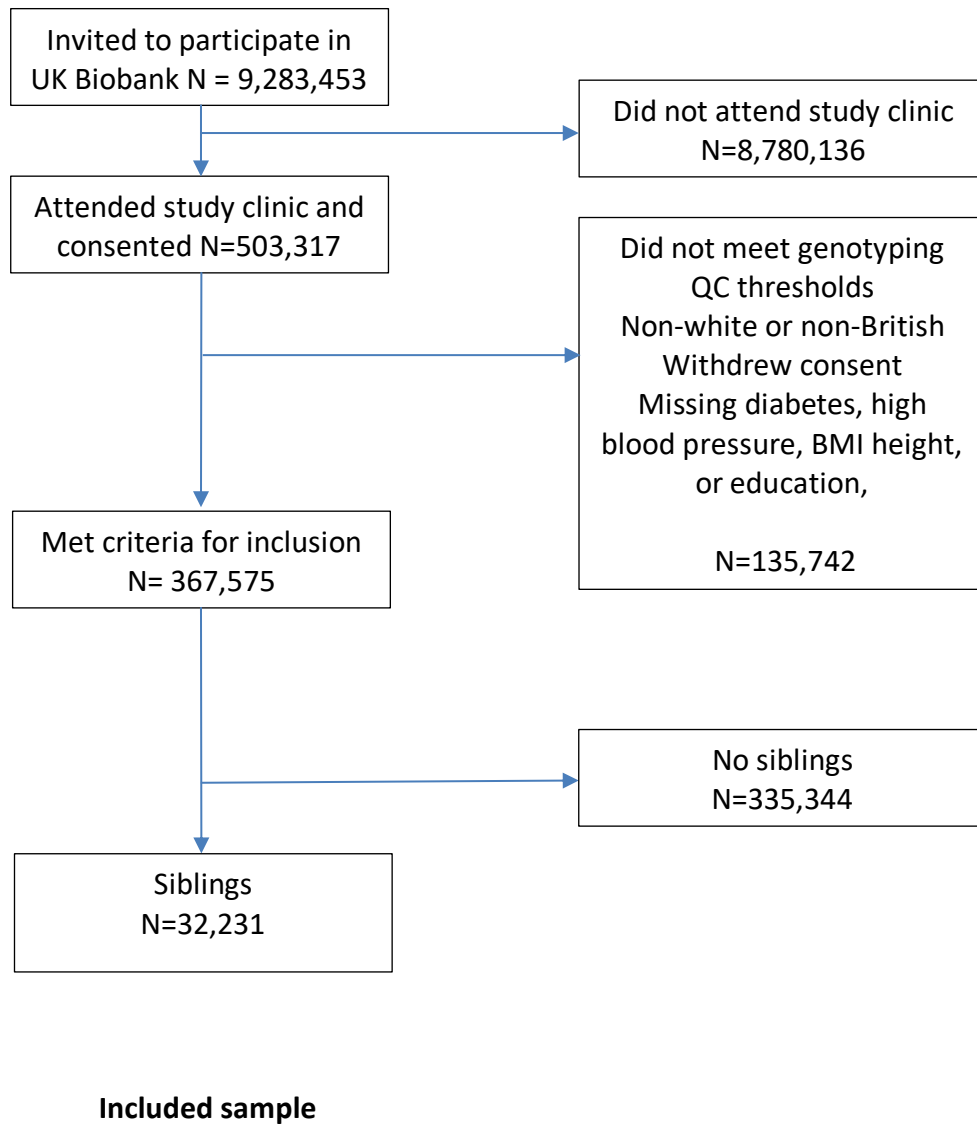 Invited to participate in
UK Biobank N = 9,283,453
Did not attend study clinic
N=8,780,136
Attended study clinic and
consented N=503,317
Did not meet genotyping
QC thresholds
Non-white or non-British
Withdrew consent
Missing diabetes, high
blood pressure, BMI height,
or education,
N=135,742
Met criteria for inclusion
N= 367,575
No siblings
N=335,344
Siblings
N=32,231
Included sample